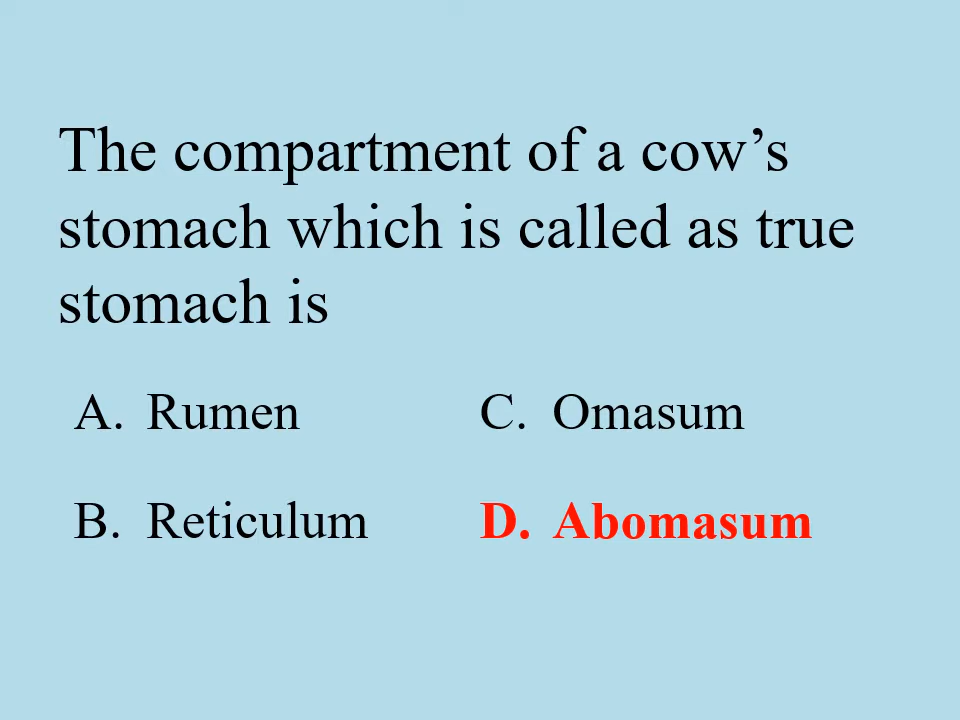 The compartment of a cow’s
stomach which is called as true
stomach is
A. Rumen
C. Omasum
B. Reticulum
D. Abomasum